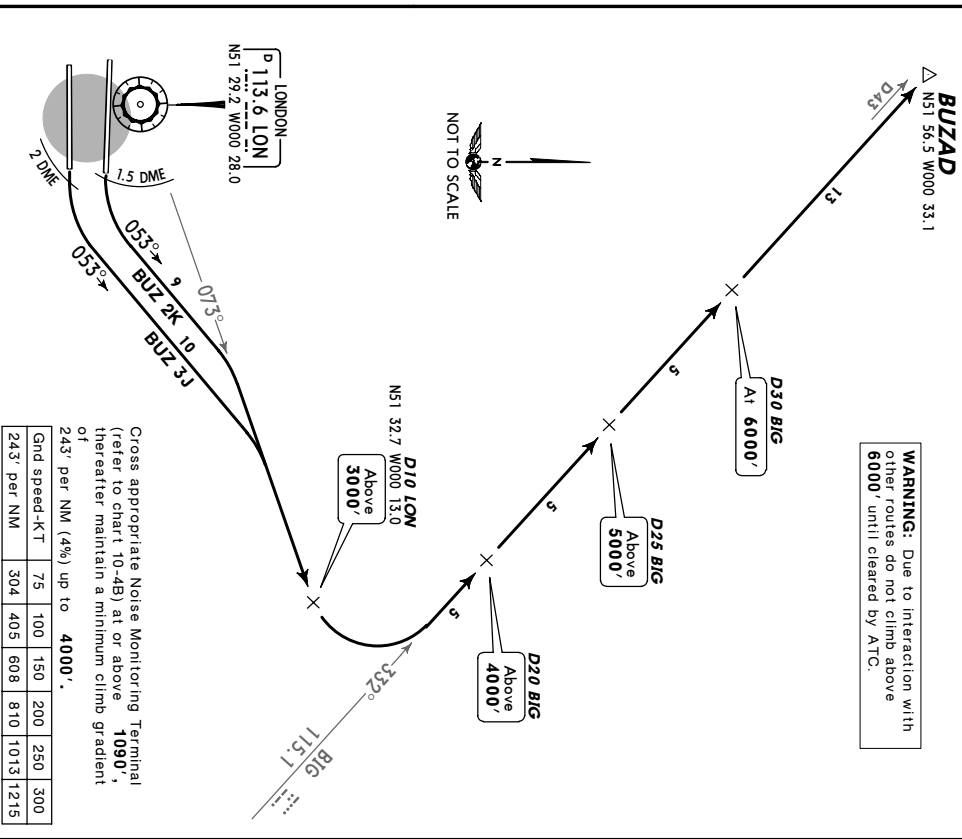 BUZAD
N51 56.5 W000 33.1
D43
13
WARNING: Due to interaction with
other routes do not climb above
6000' until cleared by ATC.
D30 BIG
At 6000'
5
D25 BIG
Above
5000'
5
D20 BIG
Above
4000'
5
N
NOT TO SCALE
LONDON
D 113.6 LON
N51 29.2 W000 28.0
1.5 DME
2 DME
053°
053°
9
BUZ 2K
10
BUZ 3J
073°
D10 LON
N51 32.7 W000 13.0
Above
3000'
332°
BIG
115.1
Cross appropriate Noise Monitoring Terminal
(refer to chart 10-4B) at or above 1090',
thereafter maintain a minimum climb gradient
of
243' per NM (4%) up to 4000'.
Gnd speed-KT 75 100 150 200 250 300
243' per NM 304 405 608 810 1013 1215